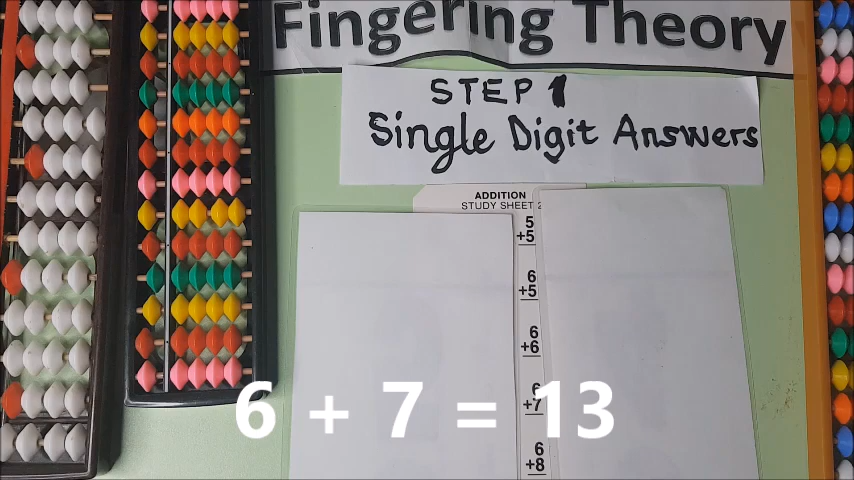 Fingering Theory
STEP 1
Single Digit Answers
ADDITION
STUDY SHEET 2
5
+5
6
+5
6
+6
6
+7
6
+8
6 + 7 = 13